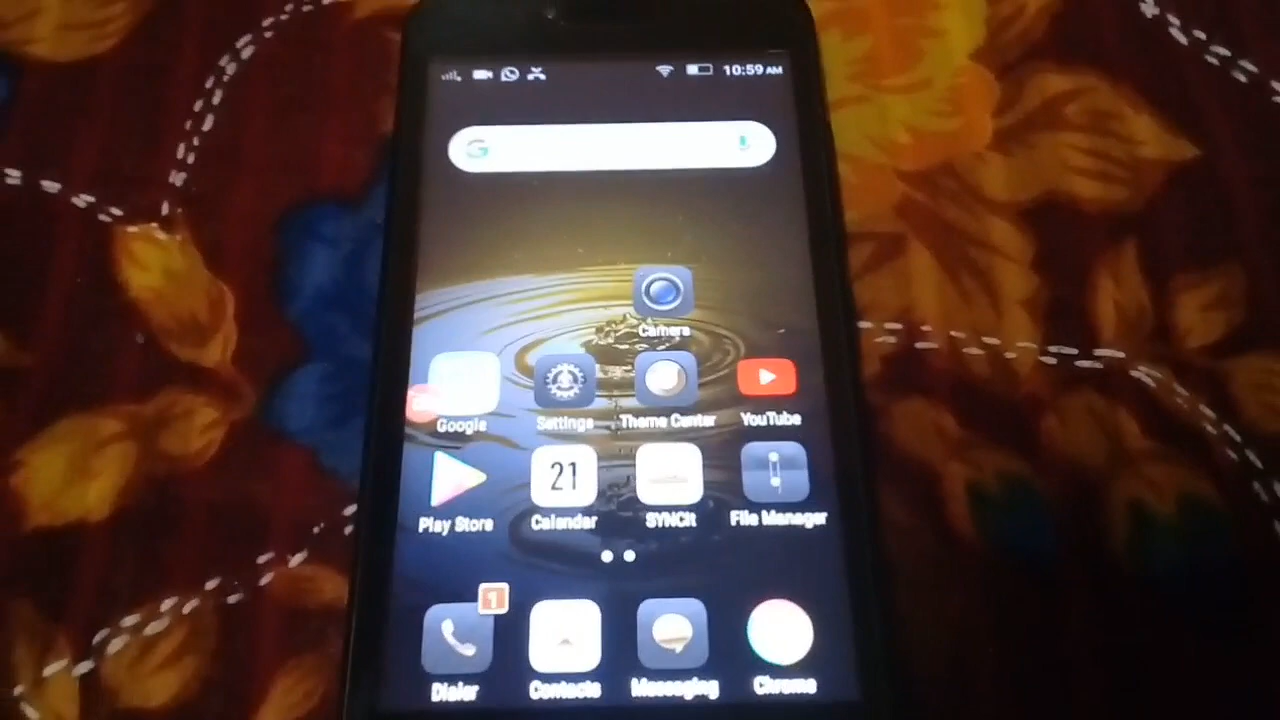 10:59 AM
G
Camera
Google
Settings
Theme Center
YouTube
Play Store
21
Calendar
SYNCit
File Manager
1
Dialer
Contacts
Messaging
Chrome